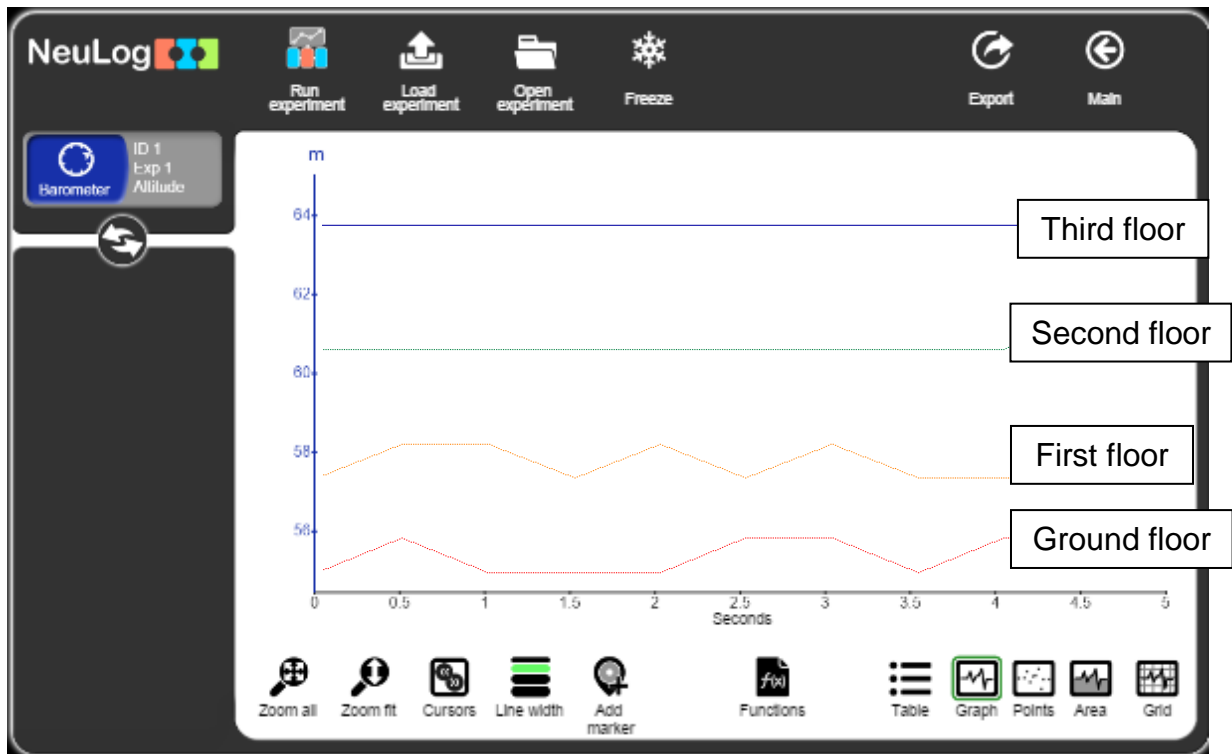 NeuLog
Run
experiment
Load
experiment
Open
experiment
Freeze
Export
Main
Barometer
ID 1
Exp 1
Altitude
m
64
62
60
58
56
Third floor
Second floor
First floor
Ground floor
0 0.5 1 1.5 2 2.5 3 3.5 4 4.5 5
Seconds
Zoom all
Zoom fit
Cursors
Line width
Add
marker
f(x)
Functions
Table
Graph
Points
Area
Grid